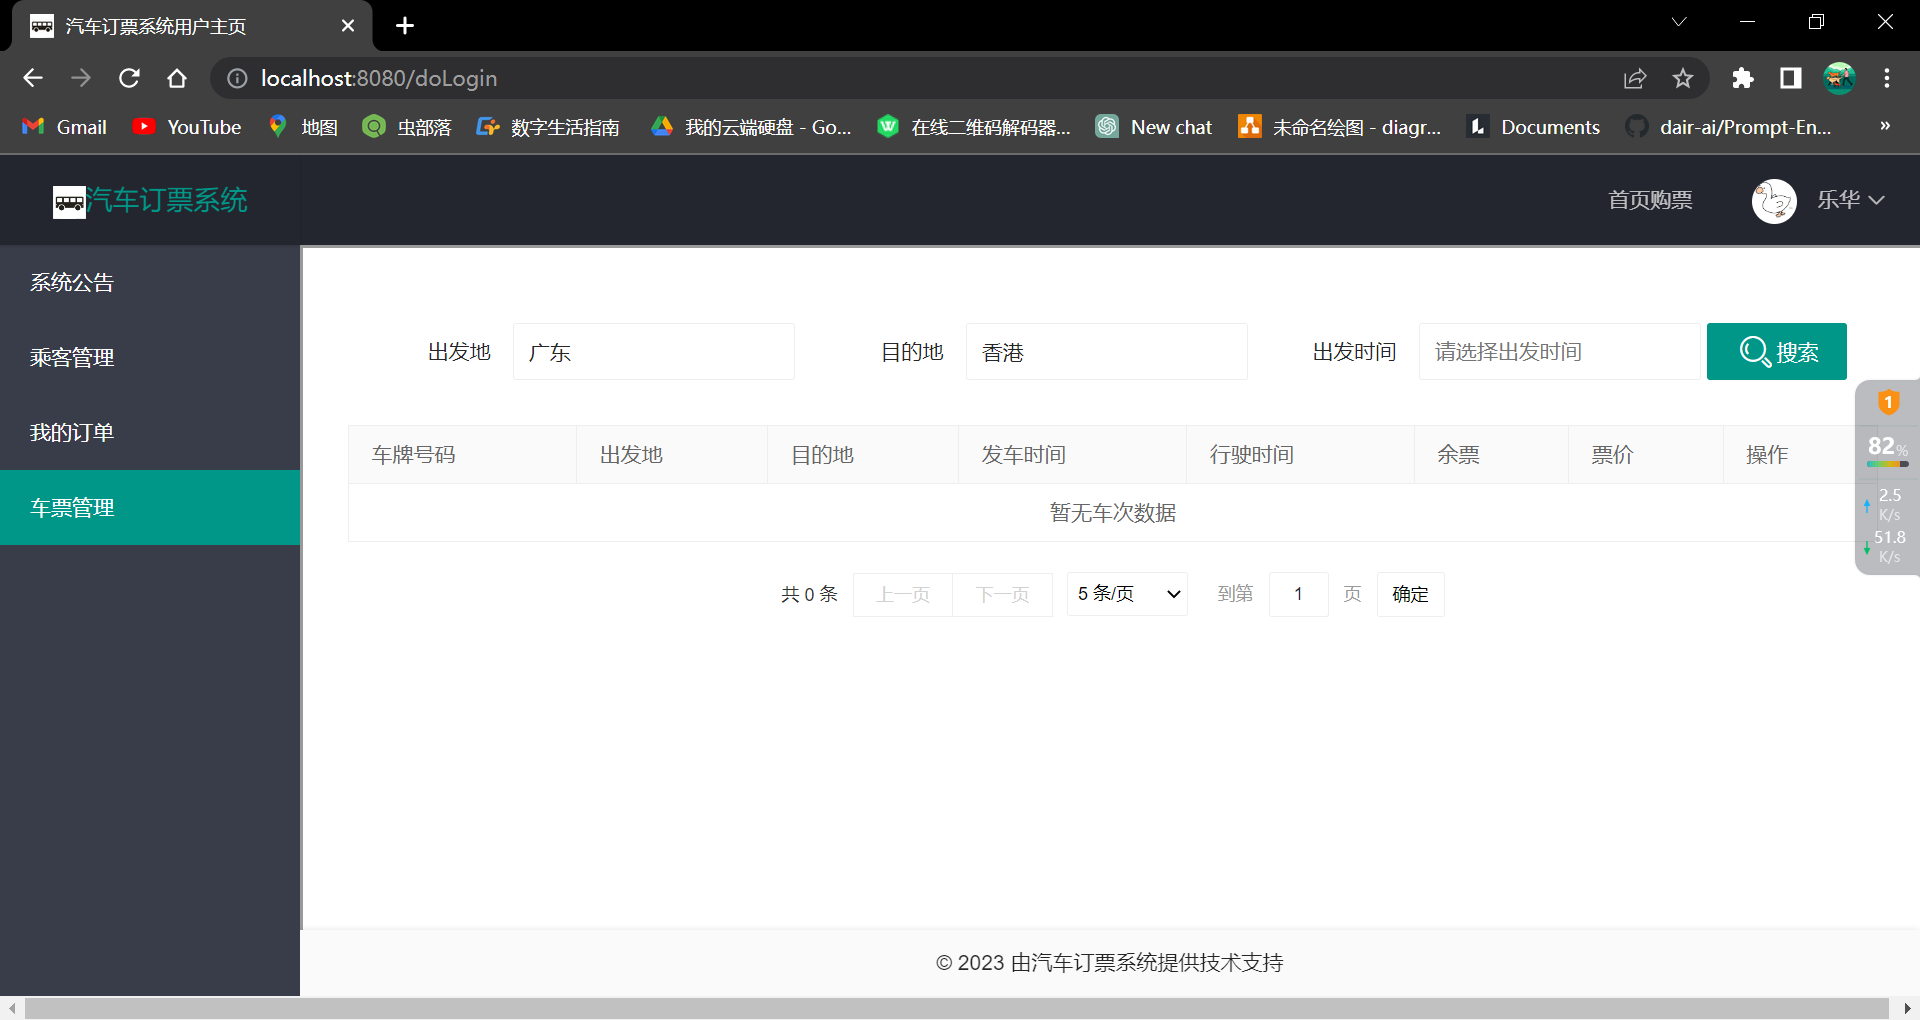 汽车订票系统用户主页
localhost:8080/doLogin
Gmail YouTube 地图 虫部落 数字生活指南 我的云端硬盘 - Go... 在线二维码解码器... New chat 未命名绘图 - diagr... Documents dair-ai/Prompt-En... »
汽车订票系统 首页购票 乐华
系统公告
乘客管理
我的订单
车票管理
出发地 广东 目的地 香港 出发时间 请选择出发时间 搜索
车牌号码 出发地 目的地 发车时间 行驶时间 余票 票价 操作
暂无车次数据
共 0 条 上一页 下一页 5 条/页 到第 1 页 确定
1
82%
2.5
K/s
51.8
K/s
© 2023 由汽车订票系统提供技术支持